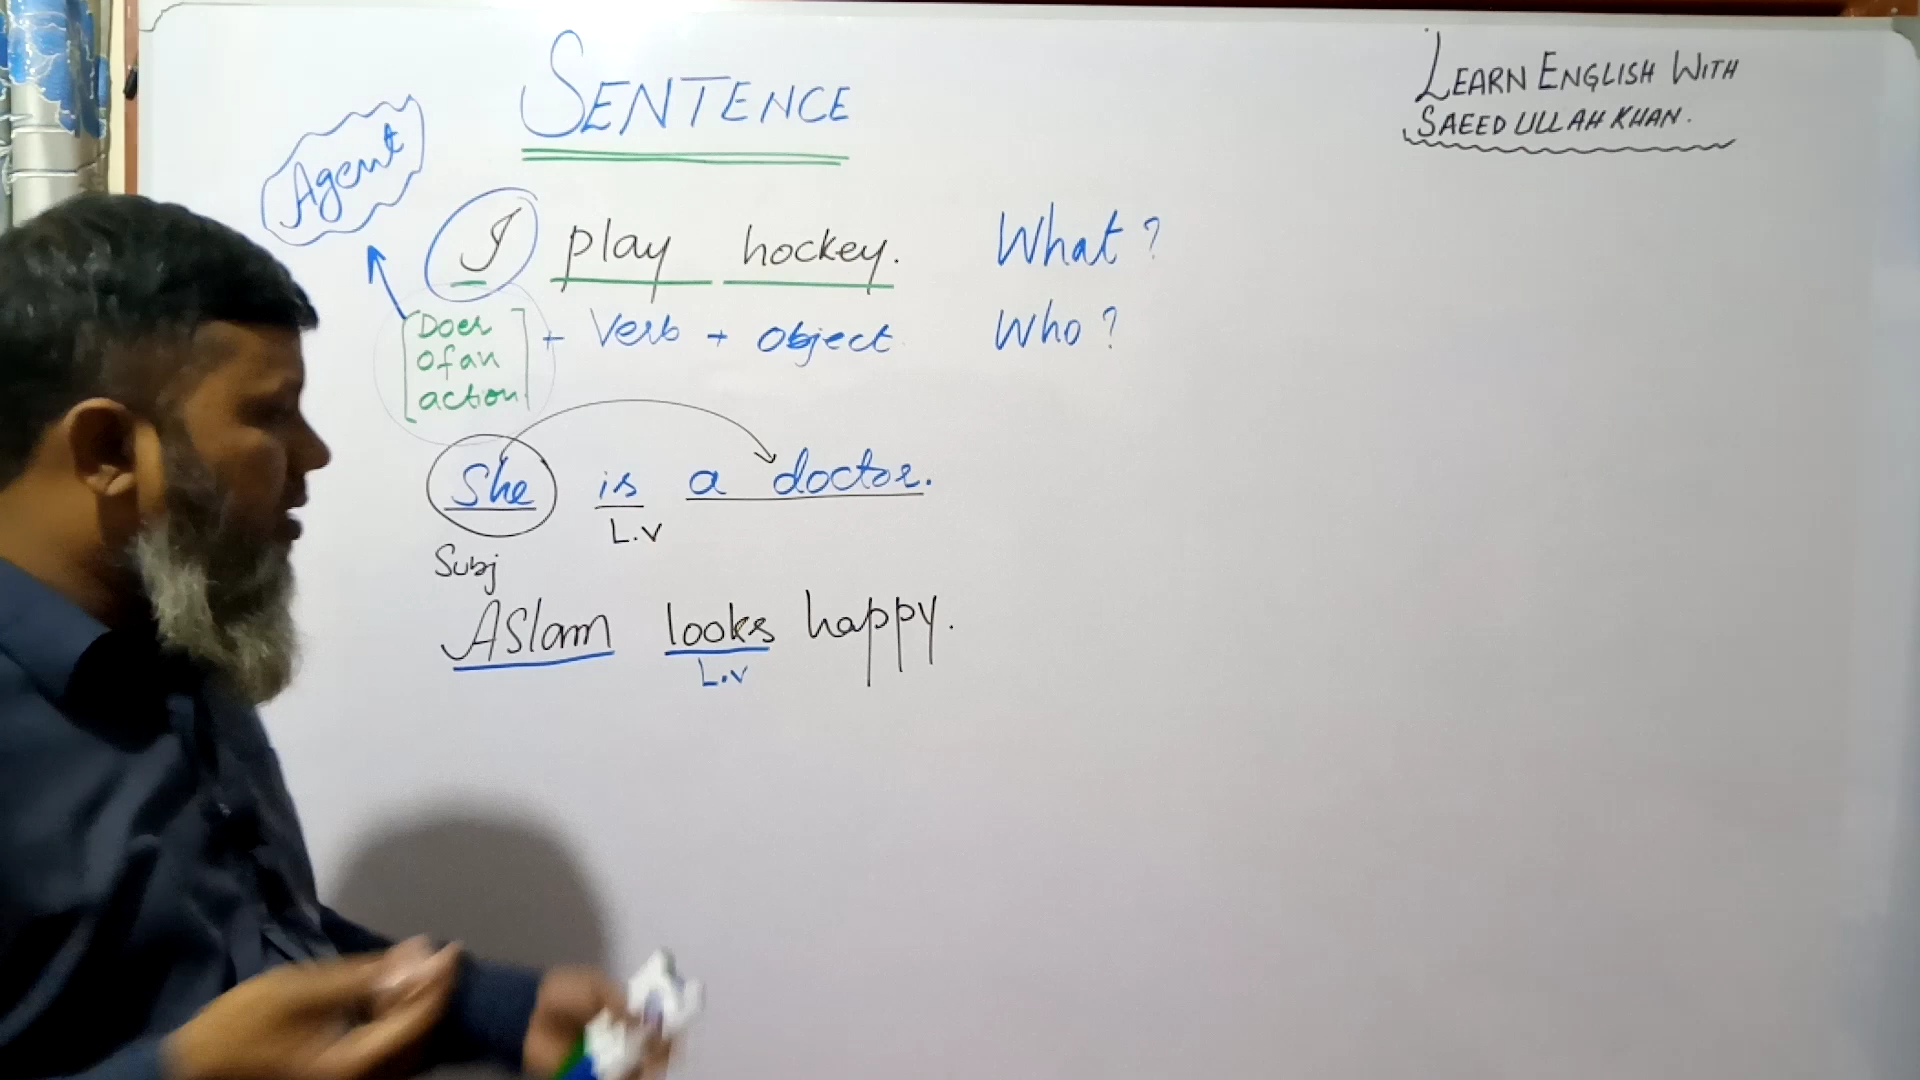 SENTENCE
LEARN ENGLISH WITH
SAEED ULLAH KHAN.
Agent
I play hockey. What?
[Doer
of an
action] + Verb + object Who?
She is a doctor.
L.v
Subj
ASlam looks happy.
L.v